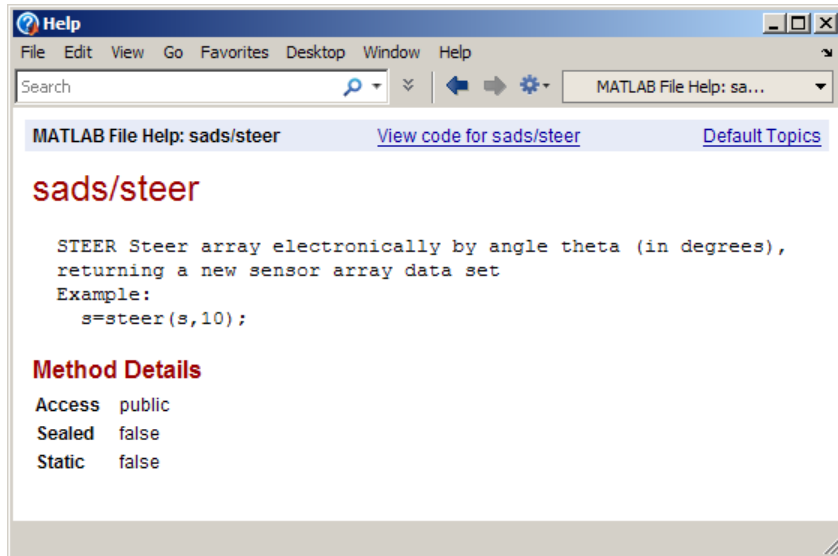 Help
File Edit View Go Favorites Desktop Window Help
Search MATLAB File Help: sa...
MATLAB File Help: sads/steer View code for sads/steer Default Topics
sads/steer
STEER Steer array electronically by angle theta (in degrees),
returning a new sensor array data set
Example:
s=steer(s,10);
Method Details
Access public
Sealed false
Static false